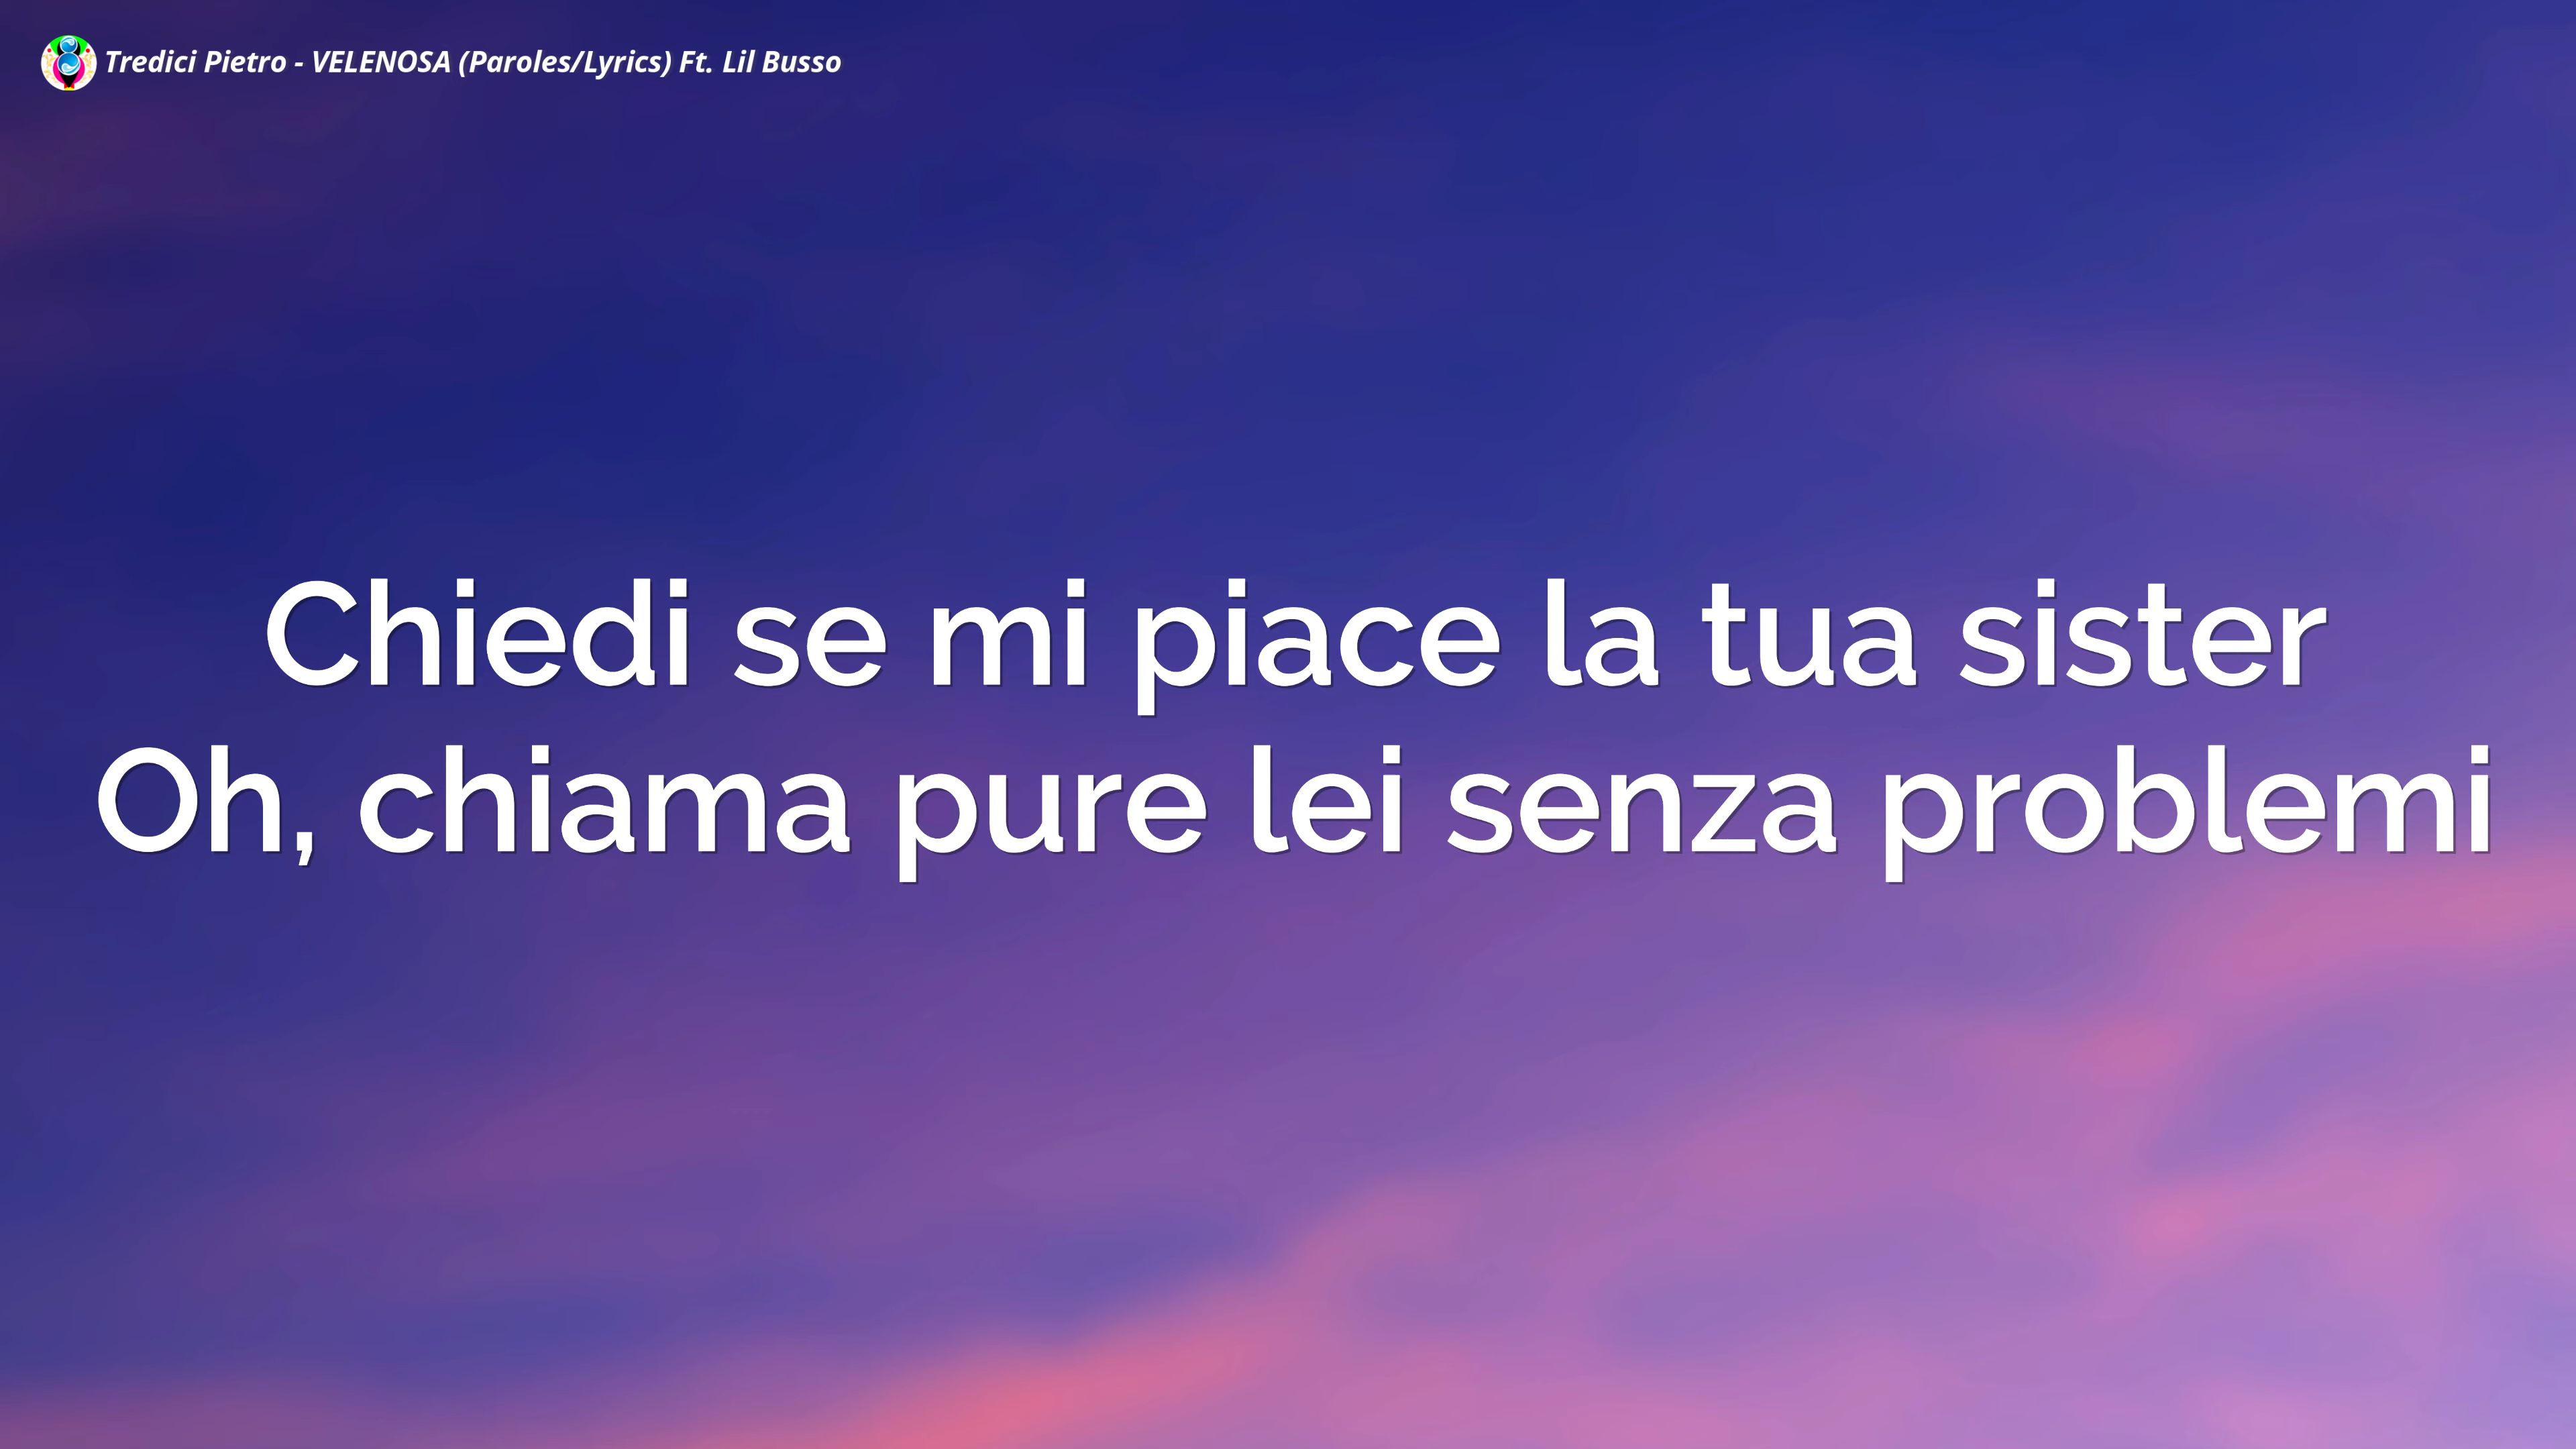 Tredici Pietro - VELENOSA (Paroles/Lyrics) Ft. Lil Busso
Chiedi se mi piace la tua sister
Oh, chiama pure lei senza problemi